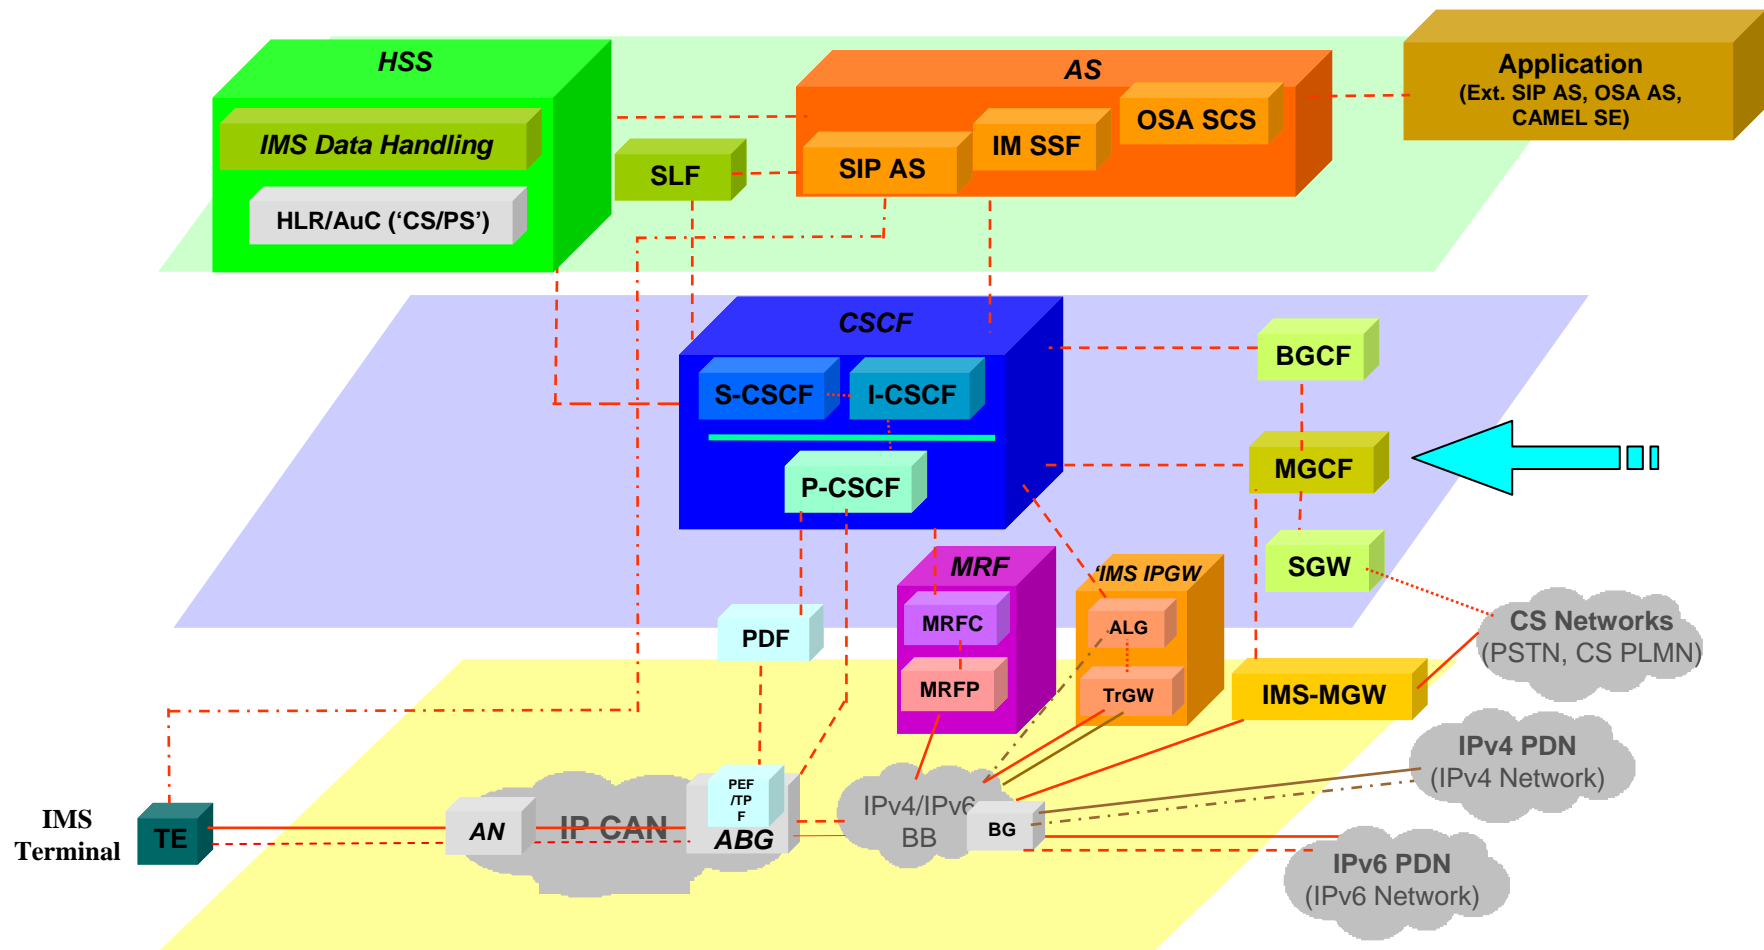 HSS
AS
Application
(Ext. SIP AS, OSA AS,
CAMEL SE)
IMS Data Handling
SLF
SIP AS
IM SSF
OSA SCS
HLR/AuC (‘CS/PS’)
CSCF
S-CSCF
I-CSCF
P-CSCF
BGCF
MGCF
SGW
MRF
MRFC
MRFP
‘IMS IPGW
ALG
TrGW
PDF
IMS-MGW
CS Networks
(PSTN, CS PLMN)
IPv4 PDN
(IPv4 Network)
IPv6 PDN
(IPv6 Network)
IMS
Terminal
TE
AN
IP CAN
PEF
/TP
F
ABG
IPv4/IPv6
BB
BG